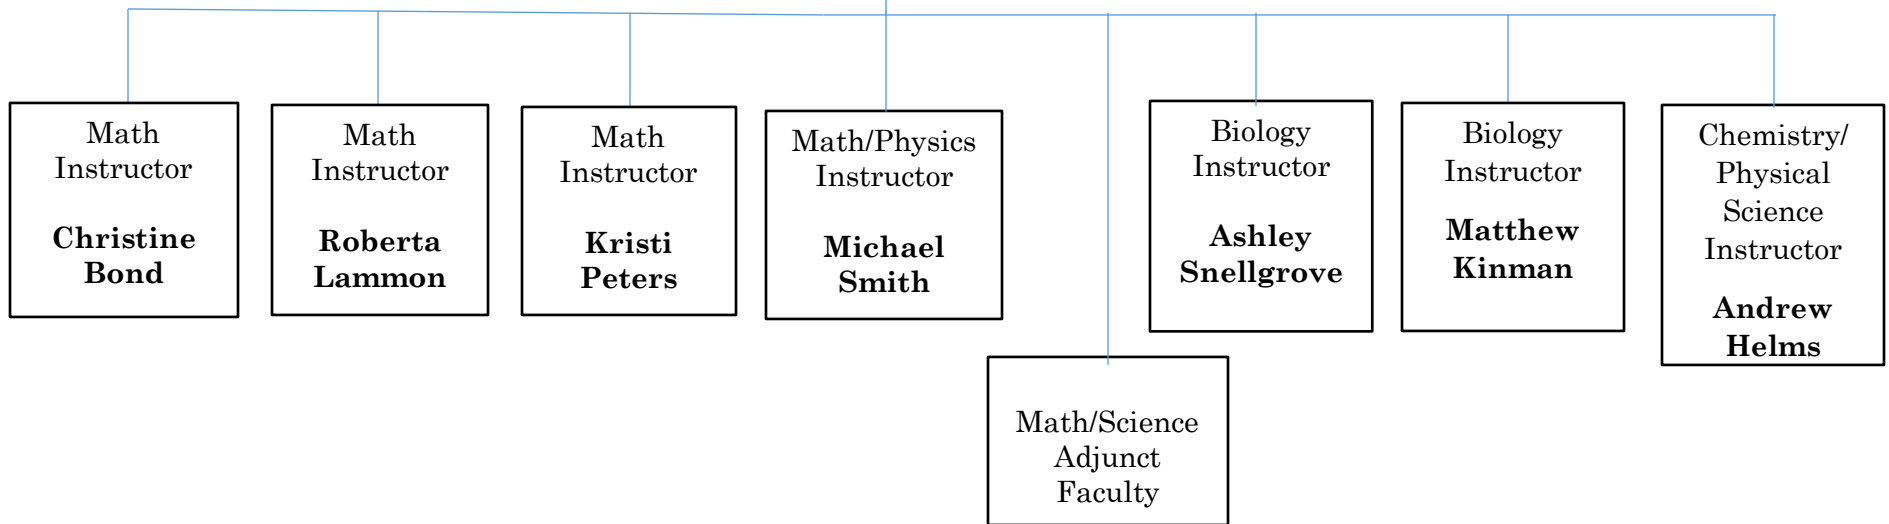 Math
Instructor
Christine
Bond
Math
Instructor
Roberta
Lammon
Math
Instructor
Kristi
Peters
Math/Physics
Instructor
Michael
Smith
Biology
Instructor
Ashley
Snellgrove
Biology
Instructor
Matthew
Kinman
Chemistry/
Physical
Science
Instructor
Andrew
Helms
Math/Science
Adjunct
Faculty